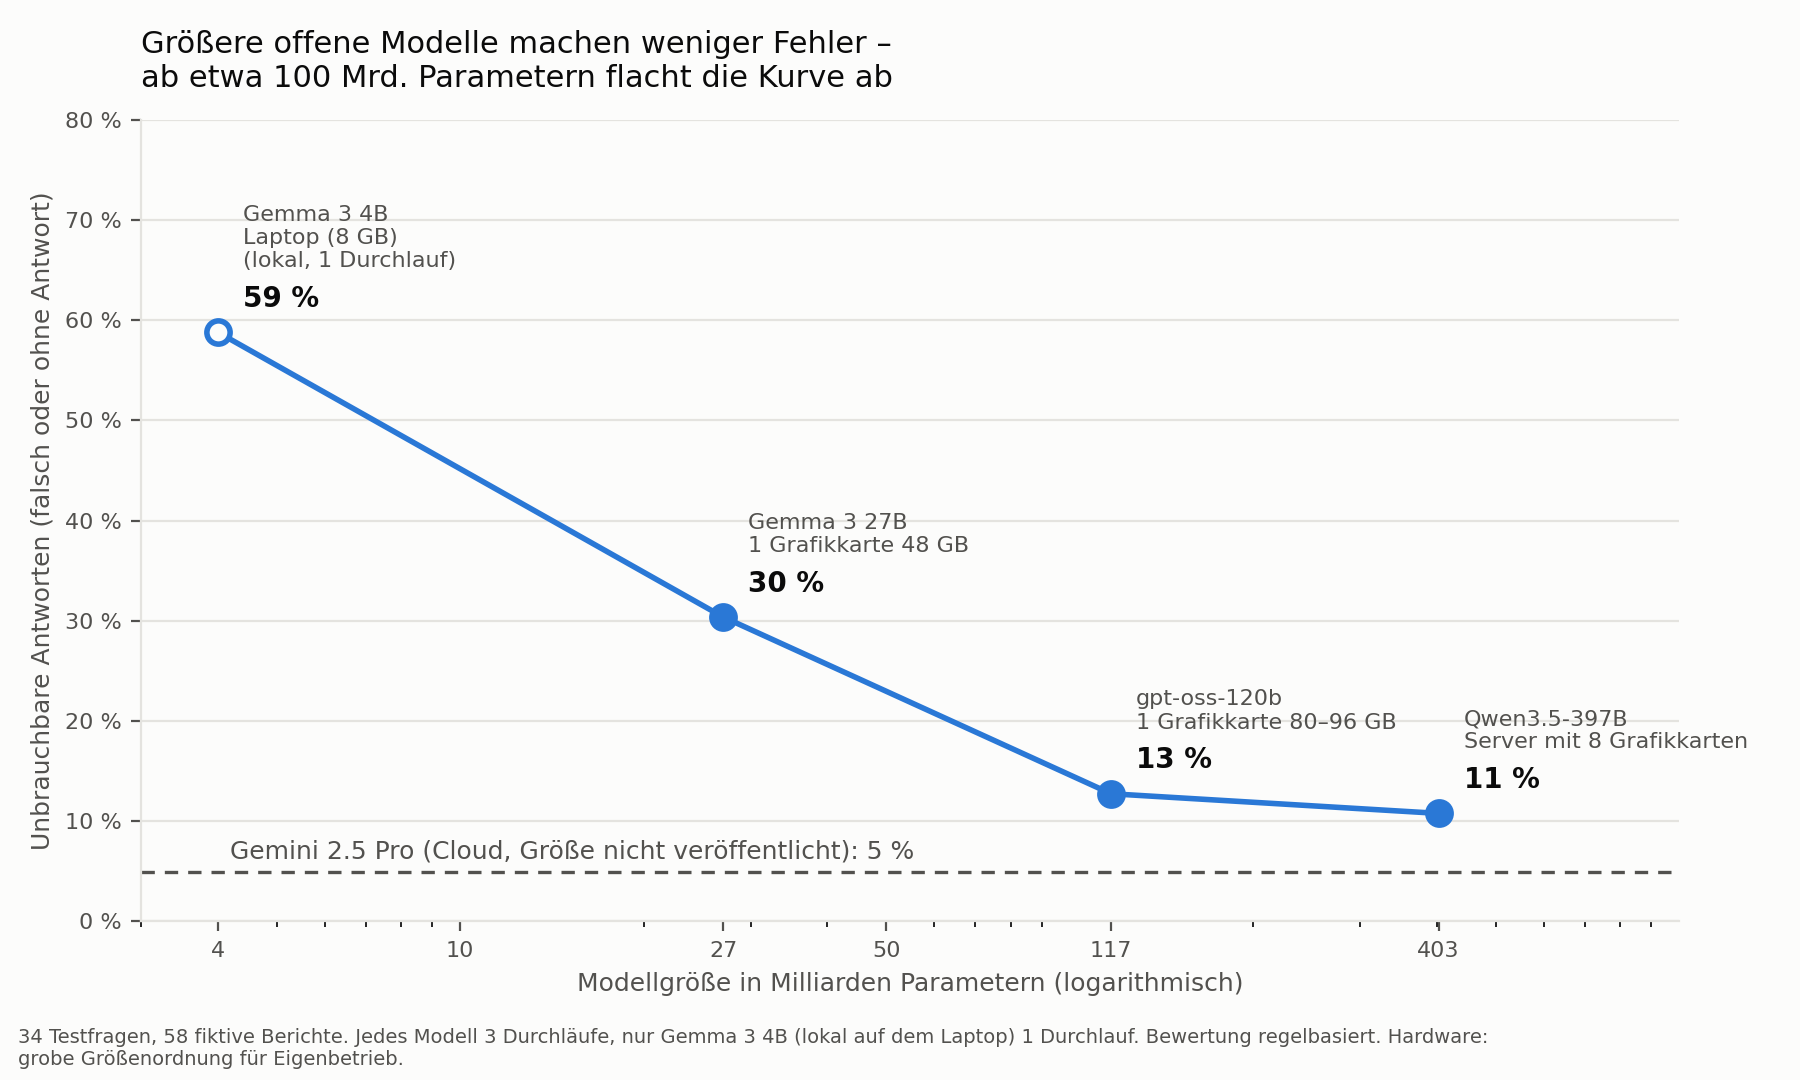 Größere offene Modelle machen weniger Fehler –
ab etwa 100 Mrd. Parametern flacht die Kurve ab
Unbrauchbare Antworten (falsch oder ohne Antwort)
80 %
70 %
60 %
50 %
40 %
30 %
20 %
10 %
0 %
Gemma 3 4B
Laptop (8 GB)
(lokal, 1 Durchlauf)
59 %
Gemma 3 27B
1 Grafikkarte 48 GB
30 %
gpt-oss-120b
1 Grafikkarte 80–96 GB
13 %
Qwen3.5-397B
Server mit 8 Grafikkarten
11 %
Gemini 2.5 Pro (Cloud, Größe nicht veröffentlicht): 5 %
4 10 27 50 117 403
Modellgröße in Milliarden Parametern (logarithmisch)
34 Testfragen, 58 fiktive Berichte. Jedes Modell 3 Durchläufe, nur Gemma 3 4B (lokal auf dem Laptop) 1 Durchlauf. Bewertung regelbasiert. Hardware:
grobe Größenordnung für Eigenbetrieb.